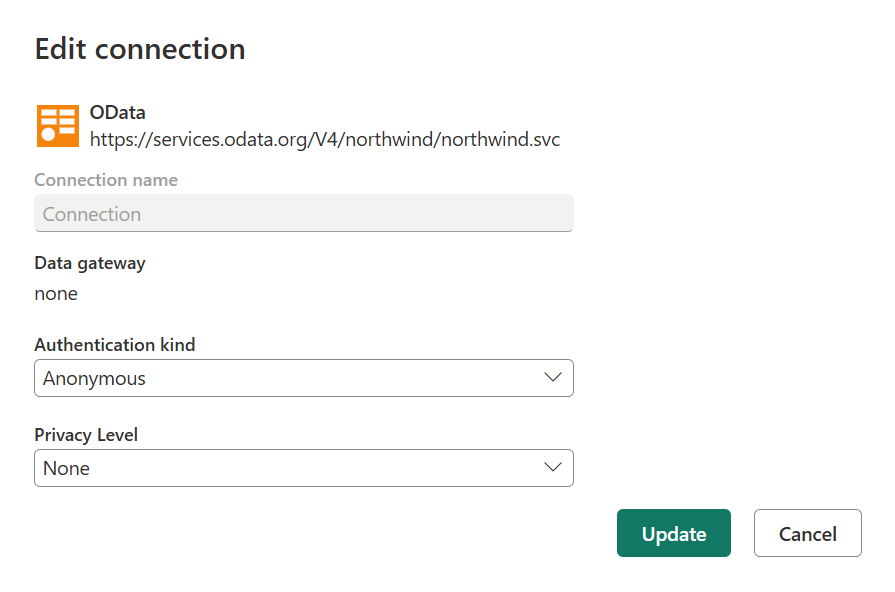 Edit connection
OData
https://services.odata.org/V4/northwind/northwind.svc
Connection name
Connection
Data gateway
none
Authentication kind
Anonymous
Privacy Level
None
Update
Cancel